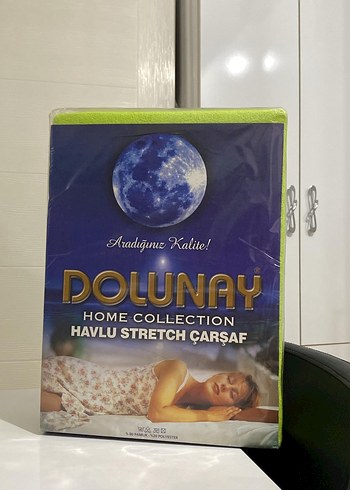 Aradığınız Kalite!
DOLUNAY
HOME COLLECTION
HAVLU STRETCH ÇARŞAF